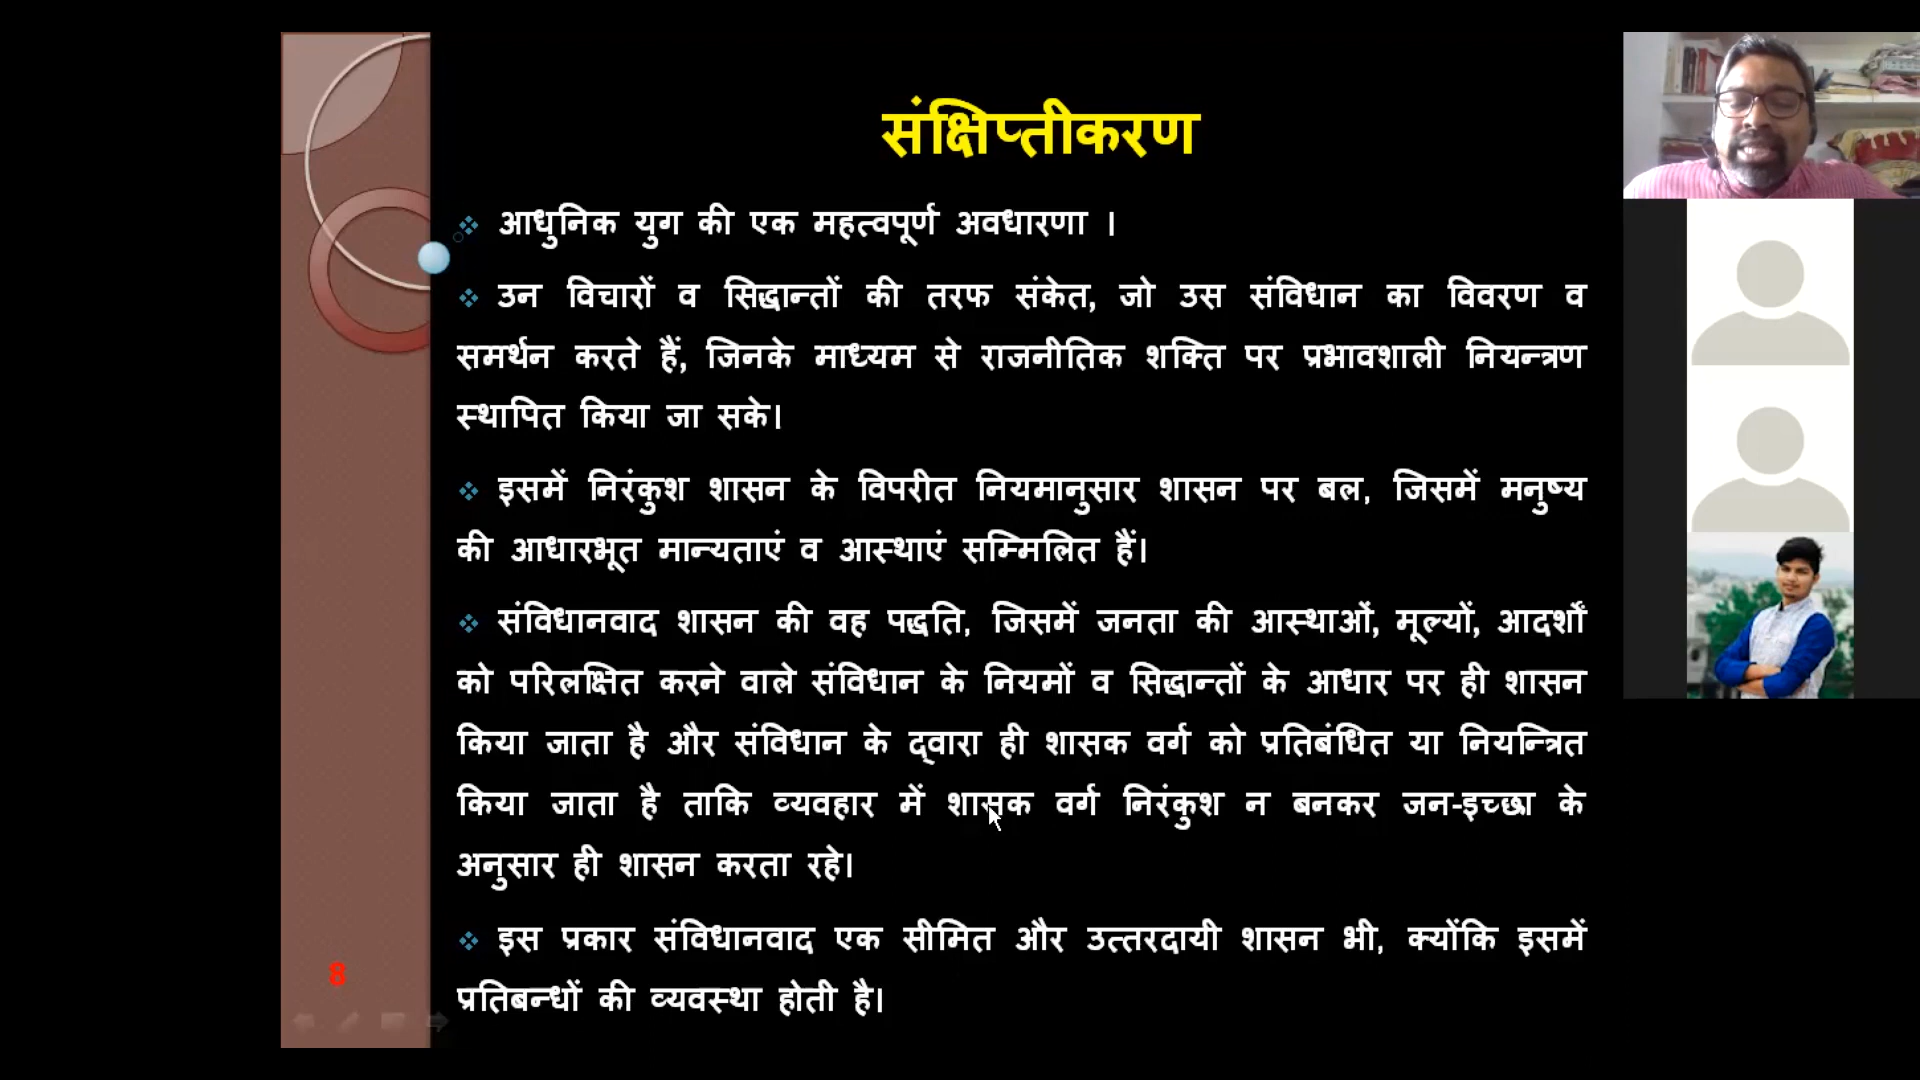 संक्षिप्तीकरण
आधुनिक युग की एक महत्वपूर्ण अवधारणा ।
उन विचारों व सिद्धान्तों की तरफ संकेत, जो उस संविधान का विवरण व
समर्थन करते हैं, जिनके माध्यम से राजनीतिक शक्ति पर प्रभावशाली नियन्त्रण
स्थापित किया जा सके।
इसमें निरंकुश शासन के विपरीत नियमानुसार शासन पर बल, जिसमें मनुष्य
की आधारभूत मान्यताएं व आस्थाएं सम्मिलित हैं।
संविधानवाद शासन की वह पद्धति, जिसमें जनता की आस्थाओं, मूल्यों, आदर्शों
को परिलक्षित करने वाले संविधान के नियमों व सिद्धान्तों के आधार पर ही शासन
किया जाता है और संविधान के द्वारा ही शासक वर्ग को प्रतिबंधित या नियन्त्रित
किया जाता है ताकि व्यवहार में शासक वर्ग निरंकुश न बनकर जन-इच्छा के
अनुसार ही शासन करता रहे।
इस प्रकार संविधानवाद एक सीमित और उत्तरदायी शासन भी, क्योंकि इसमें
प्रतिबन्धों की व्यवस्था होती है।
8